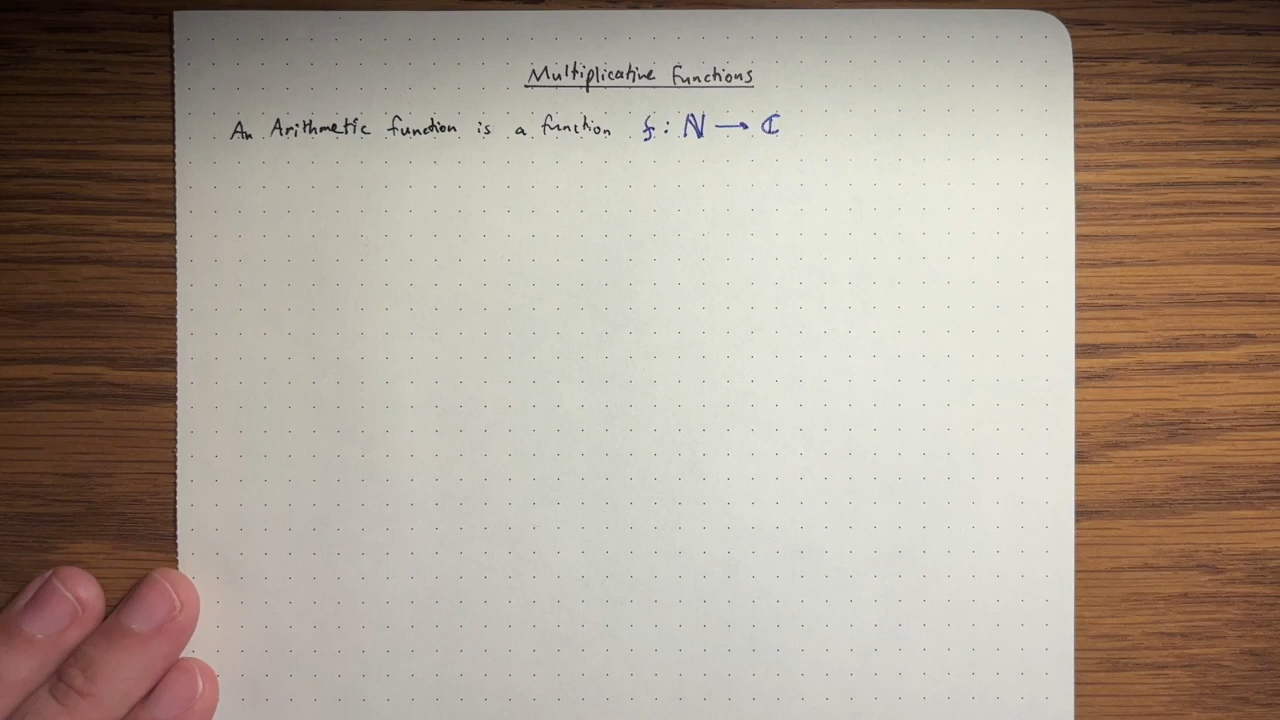 Multiplicative Functions
An Arithmetic function is a function f : ℕ → ℂ